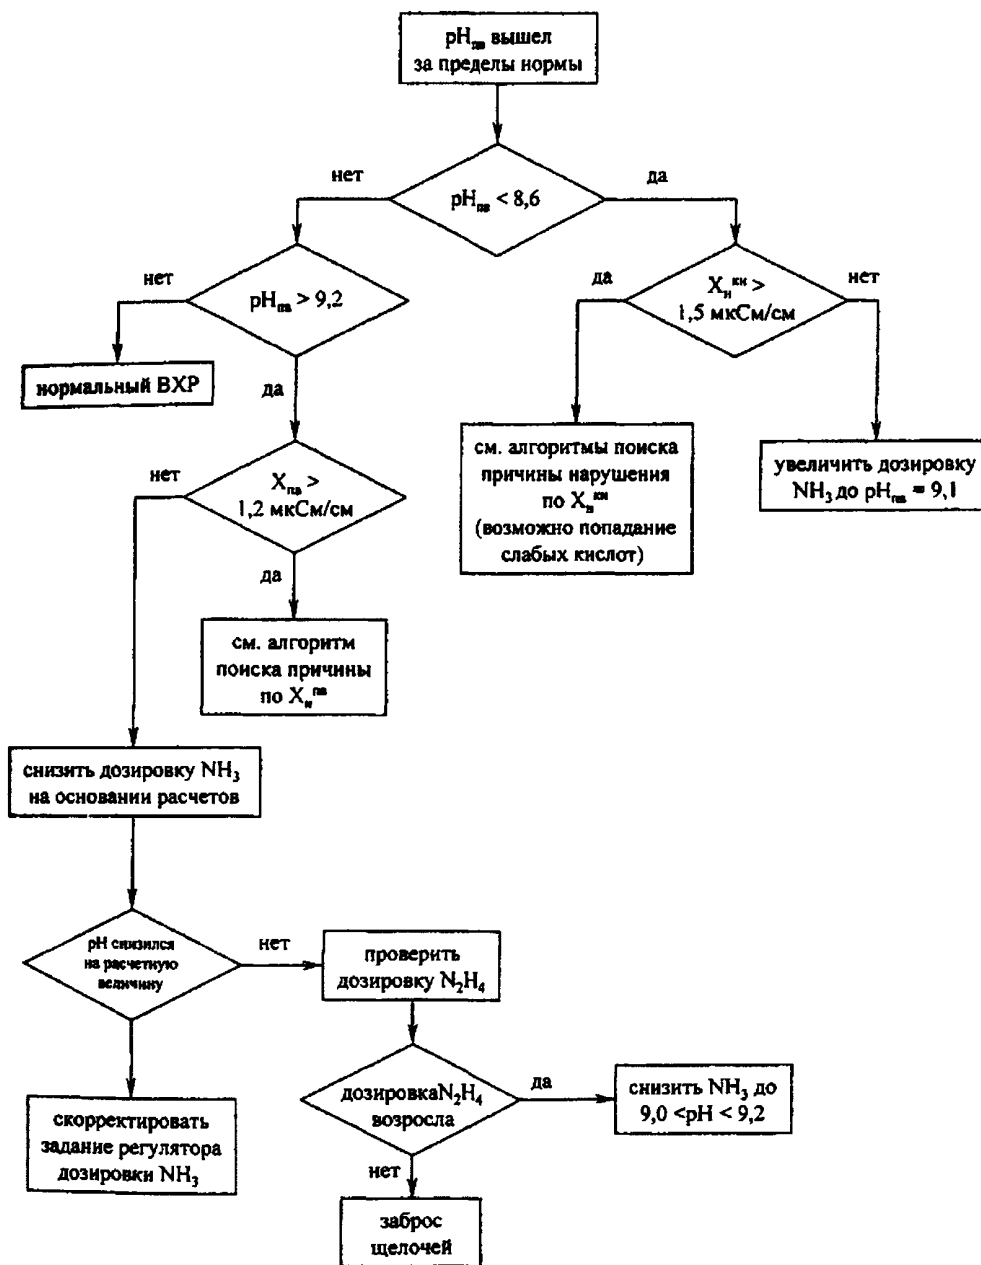 pHпв вышел
за пределы нормы
нет
да
pHпв < 8,6
нет
pHпв > 9,2
да
Xнкн >
1,5 мкСм/см
нет
нормальный ВХР
да
см. алгоритмы поиска
причины нарушения
по Xнкн
(возможно попадание
слабых кислот)
увеличить дозировку
NH3 до pHпв = 9,1
нет
Xпв >
1,2 мкСм/см
да
см. алгоритм
поиска причины
по Xнпв
снизить дозировку NH3
на основании расчетов
pH снизился
на расчетную
величину
нет
проверить
дозировку N2H4
дозировкаN2H4
возросла
да
снизить NH3 до
9,0 <pH < 9,2
скорректировать
задание регулятора
дозировки NH3
нет
заброс
щелочей